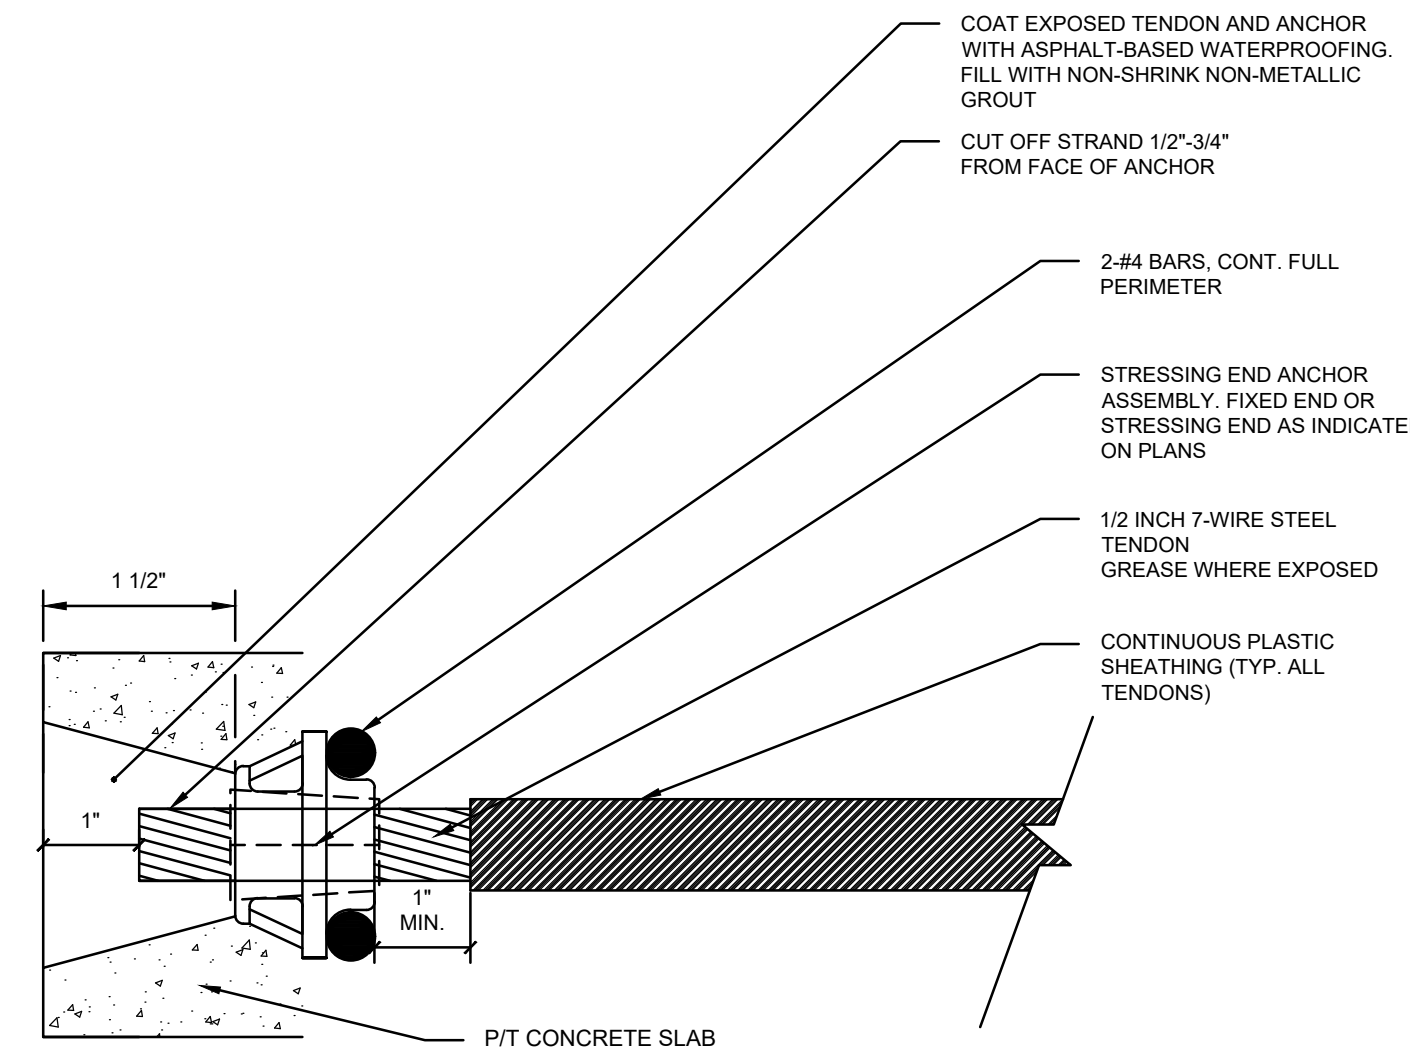 COAT EXPOSED TENDON AND ANCHOR
WITH ASPHALT-BASED WATERPROOFING.
FILL WITH NON-SHRINK NON-METALLIC
GROUT
CUT OFF STRAND 1/2"-3/4"
FROM FACE OF ANCHOR
2-#4 BARS, CONT. FULL
PERIMETER
STRESSING END ANCHOR
ASSEMBLY. FIXED END OR
STRESSING END AS INDICATE
ON PLANS
1/2 INCH 7-WIRE STEEL
TENDON
GREASE WHERE EXPOSED
1 1/2"
CONTINUOUS PLASTIC
SHEATHING (TYP. ALL
TENDONS)
1"
1"
MIN.
P/T CONCRETE SLAB